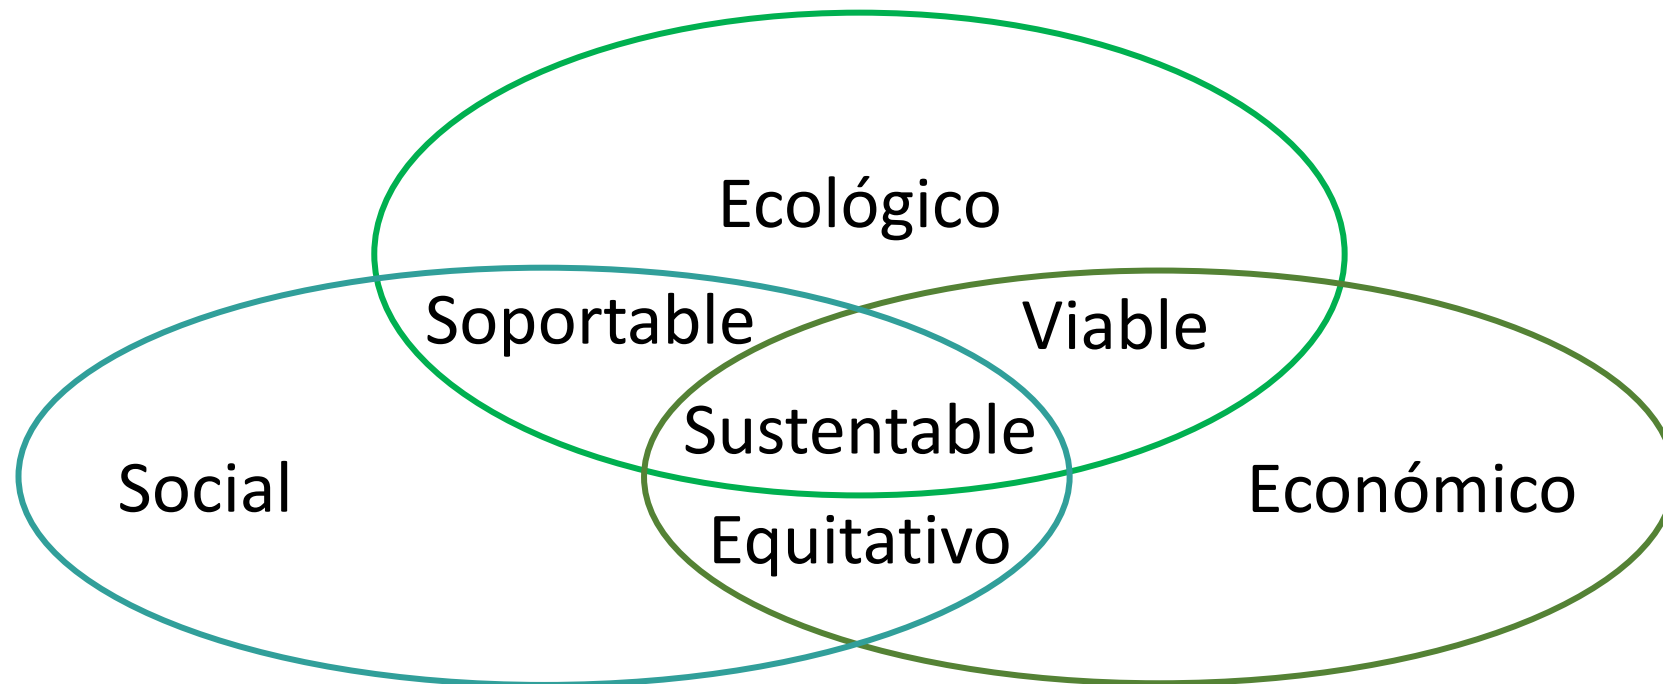 Ecológico
Soportable
Viable
Sustentable
Social
Económico
Equitativo